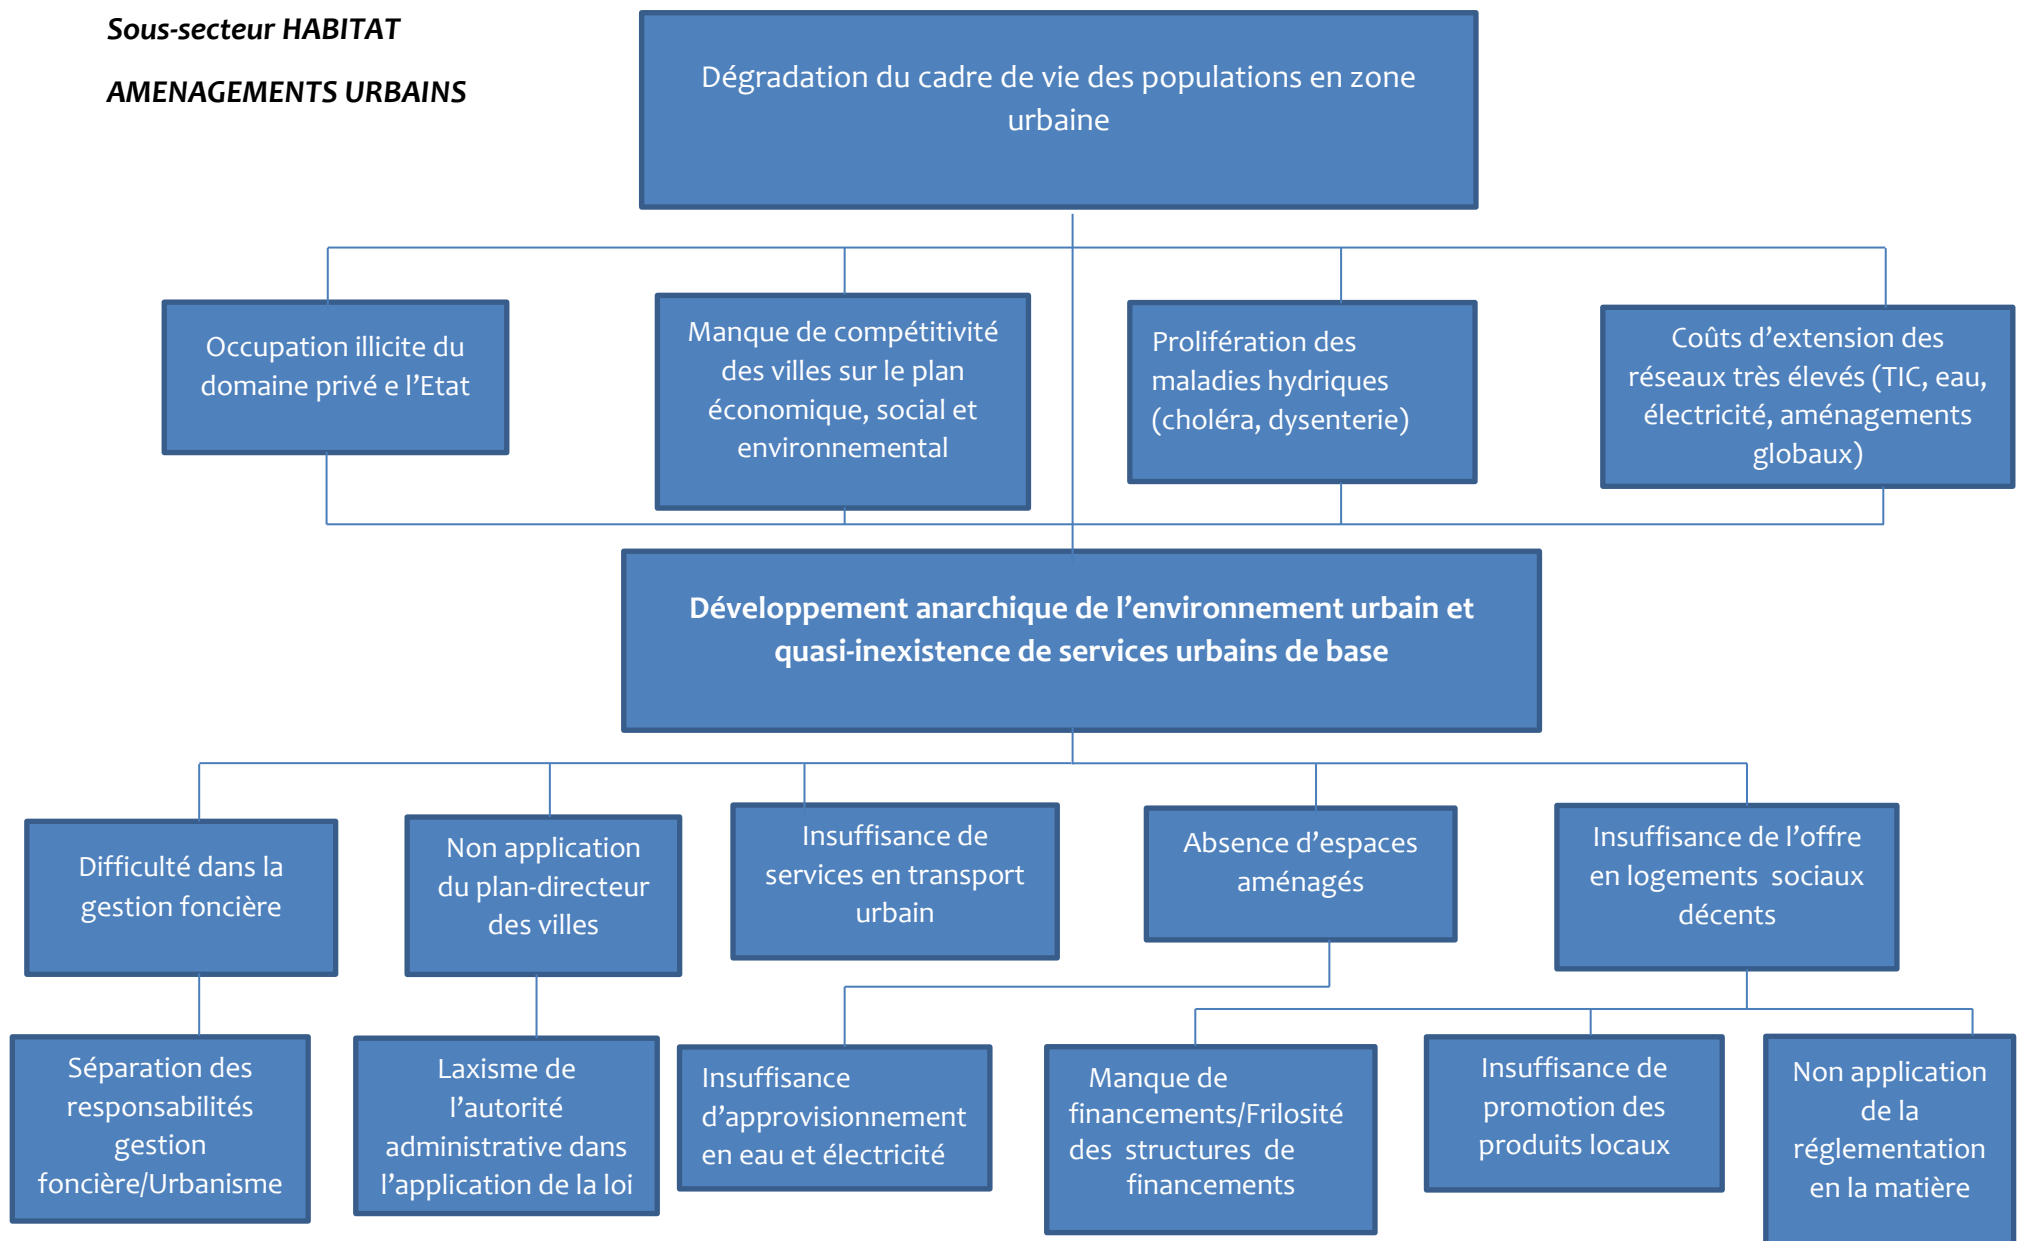 Sous-secteur HABITAT
AMENAGEMENTS URBAINS
Dégradation du cadre de vie des populations en zone
urbaine
Occupation illicite du
domaine privé e l’Etat
Manque de compétitivité
des villes sur le plan
économique, social et
environnemental
Prolifération des
maladies hydriques
(choléra, dysenterie)
Coûts d’extension des
réseaux très élevés (TIC, eau,
électricité, aménagements
globaux)
Développement anarchique de l’environnement urbain et
quasi-inexistence de services urbains de base
Difficulté dans la
gestion foncière
Non application
du plan-directeur
des villes
Insuffisance de
services en transport
urbain
Absence d’espaces
aménagés
Insuffisance de l’offre
en logements sociaux
décents
Séparation des
responsabilités
gestion
foncière/Urbanisme
Laxisme de
l’autorité
administrative dans
l’application de la loi
Insuffisance
d’approvisionnement
en eau et électricité
Manque de
financements/Frilosité
des structures de
financements
Insuffisance de
promotion des
produits locaux
Non application
de la
réglementation
en la matière